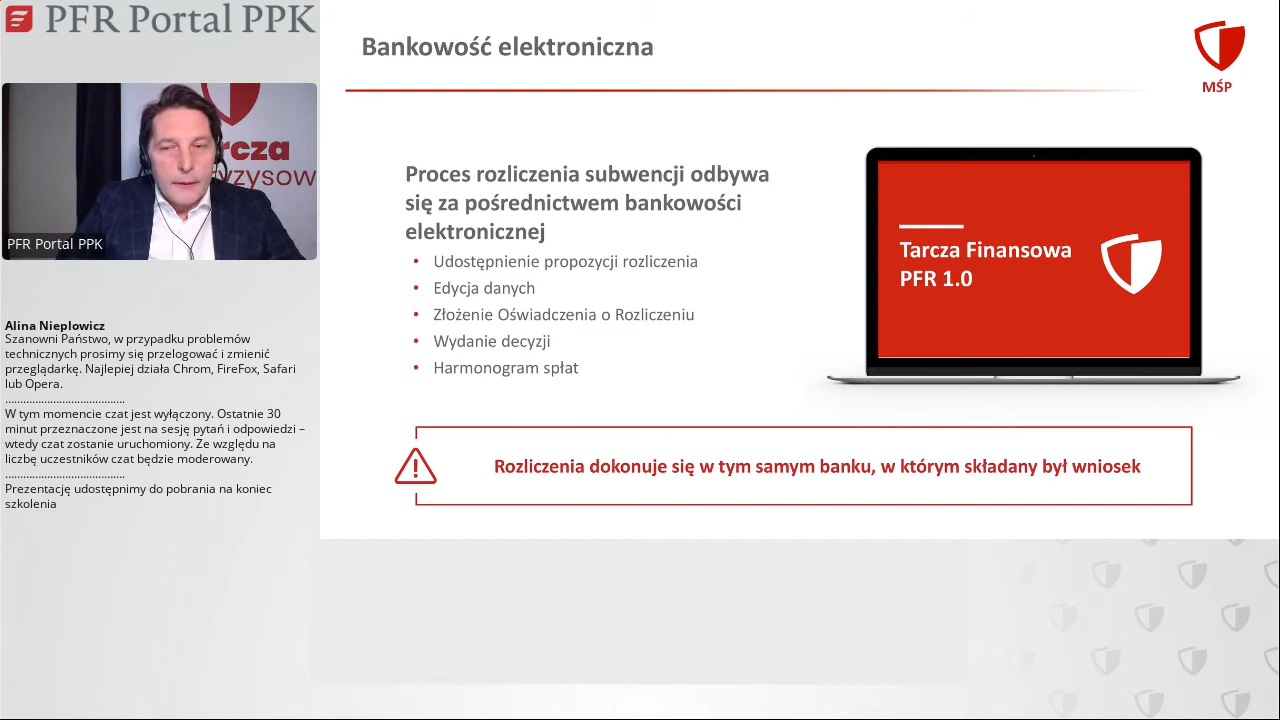 PFR Portal PPK
rcza
yzysow
PFR Portal PPK
Alina Nieplowicz
Szanowni Państwo, w przypadku problemów
technicznych prosimy się przelogować i zmienić
przeglądarkę. Najlepiej działa Chrom, FireFox, Safari
lub Opera.
........................................
W tym momencie czat jest wyłączony. Ostatnie 30
minut przeznaczone jest na sesję pytań i odpowiedzi –
wtedy czat zostanie uruchomiony. Ze względu na
liczbę uczestników czat będzie moderowany.
........................................
Prezentację udostępnimy do pobrania na koniec
szkolenia
Bankowość elektroniczna
MŚP
Proces rozliczenia subwencji odbywa
się za pośrednictwem bankowości
elektronicznej
• Udostępnienie propozycji rozliczenia
• Edycja danych
• Złożenie Oświadczenia o Rozliczeniu
• Wydanie decyzji
• Harmonogram spłat
Tarcza Finansowa
PFR 1.0
Rozliczenia dokonuje się w tym samym banku, w którym składany był wniosek